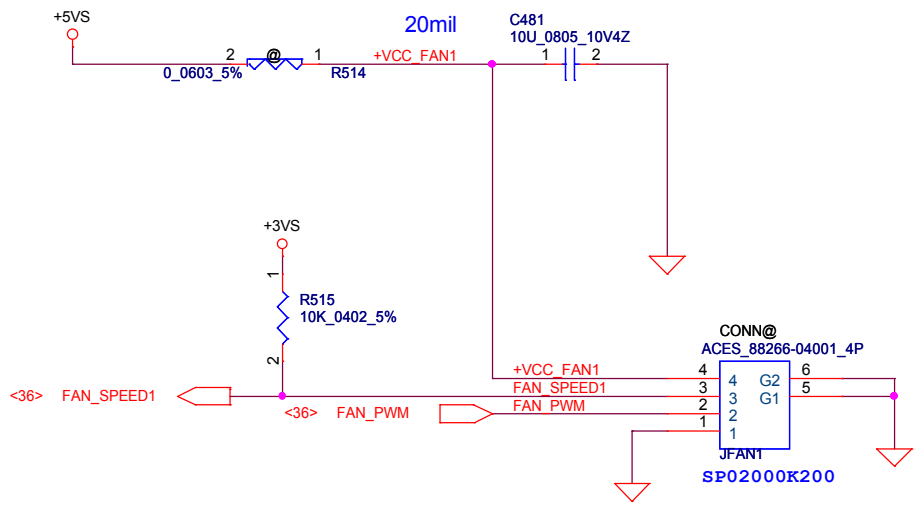 +5VS
20mil
C481
10U_0805_10V4Z
2
@
1
+VCC_FAN1
1
2
0_0603_5%
R514
+3VS
1
R515
10K_0402_5%
2
CONN@
ACES_88266-04001_4P
+VCC_FAN1
4
4
G2
6
<36>
FAN_SPEED1
FAN_SPEED1
3
3
G1
5
<36>
FAN_PWM
FAN_PWM
2
2
1
1
JFAN1
SP02000K200